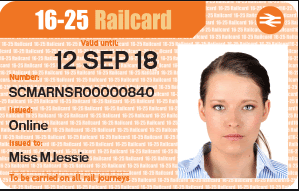 16-25 Railcard
Valid until:
12 SEP 18
Number:
SCMARNSR00000840
Issued:
Online
Issued to:
Miss M Jessie
To be carried on all rail journeys